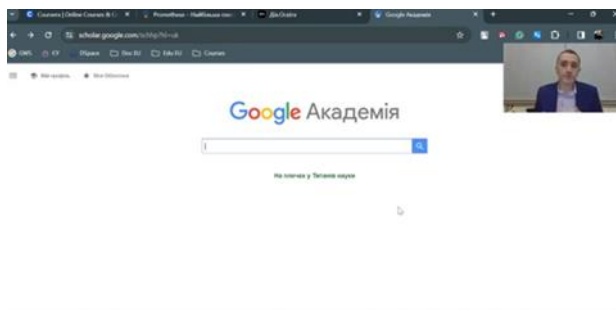 Coursera | Online Courses & C
Prometheus - Найбільша
Дія.Освіта
Google Академія
scholar.google.com/schhp?hl=uk
DSpace
Courses
Мій профіль
Моя бібліотека
Google Академія
На плечах у Титанів науки